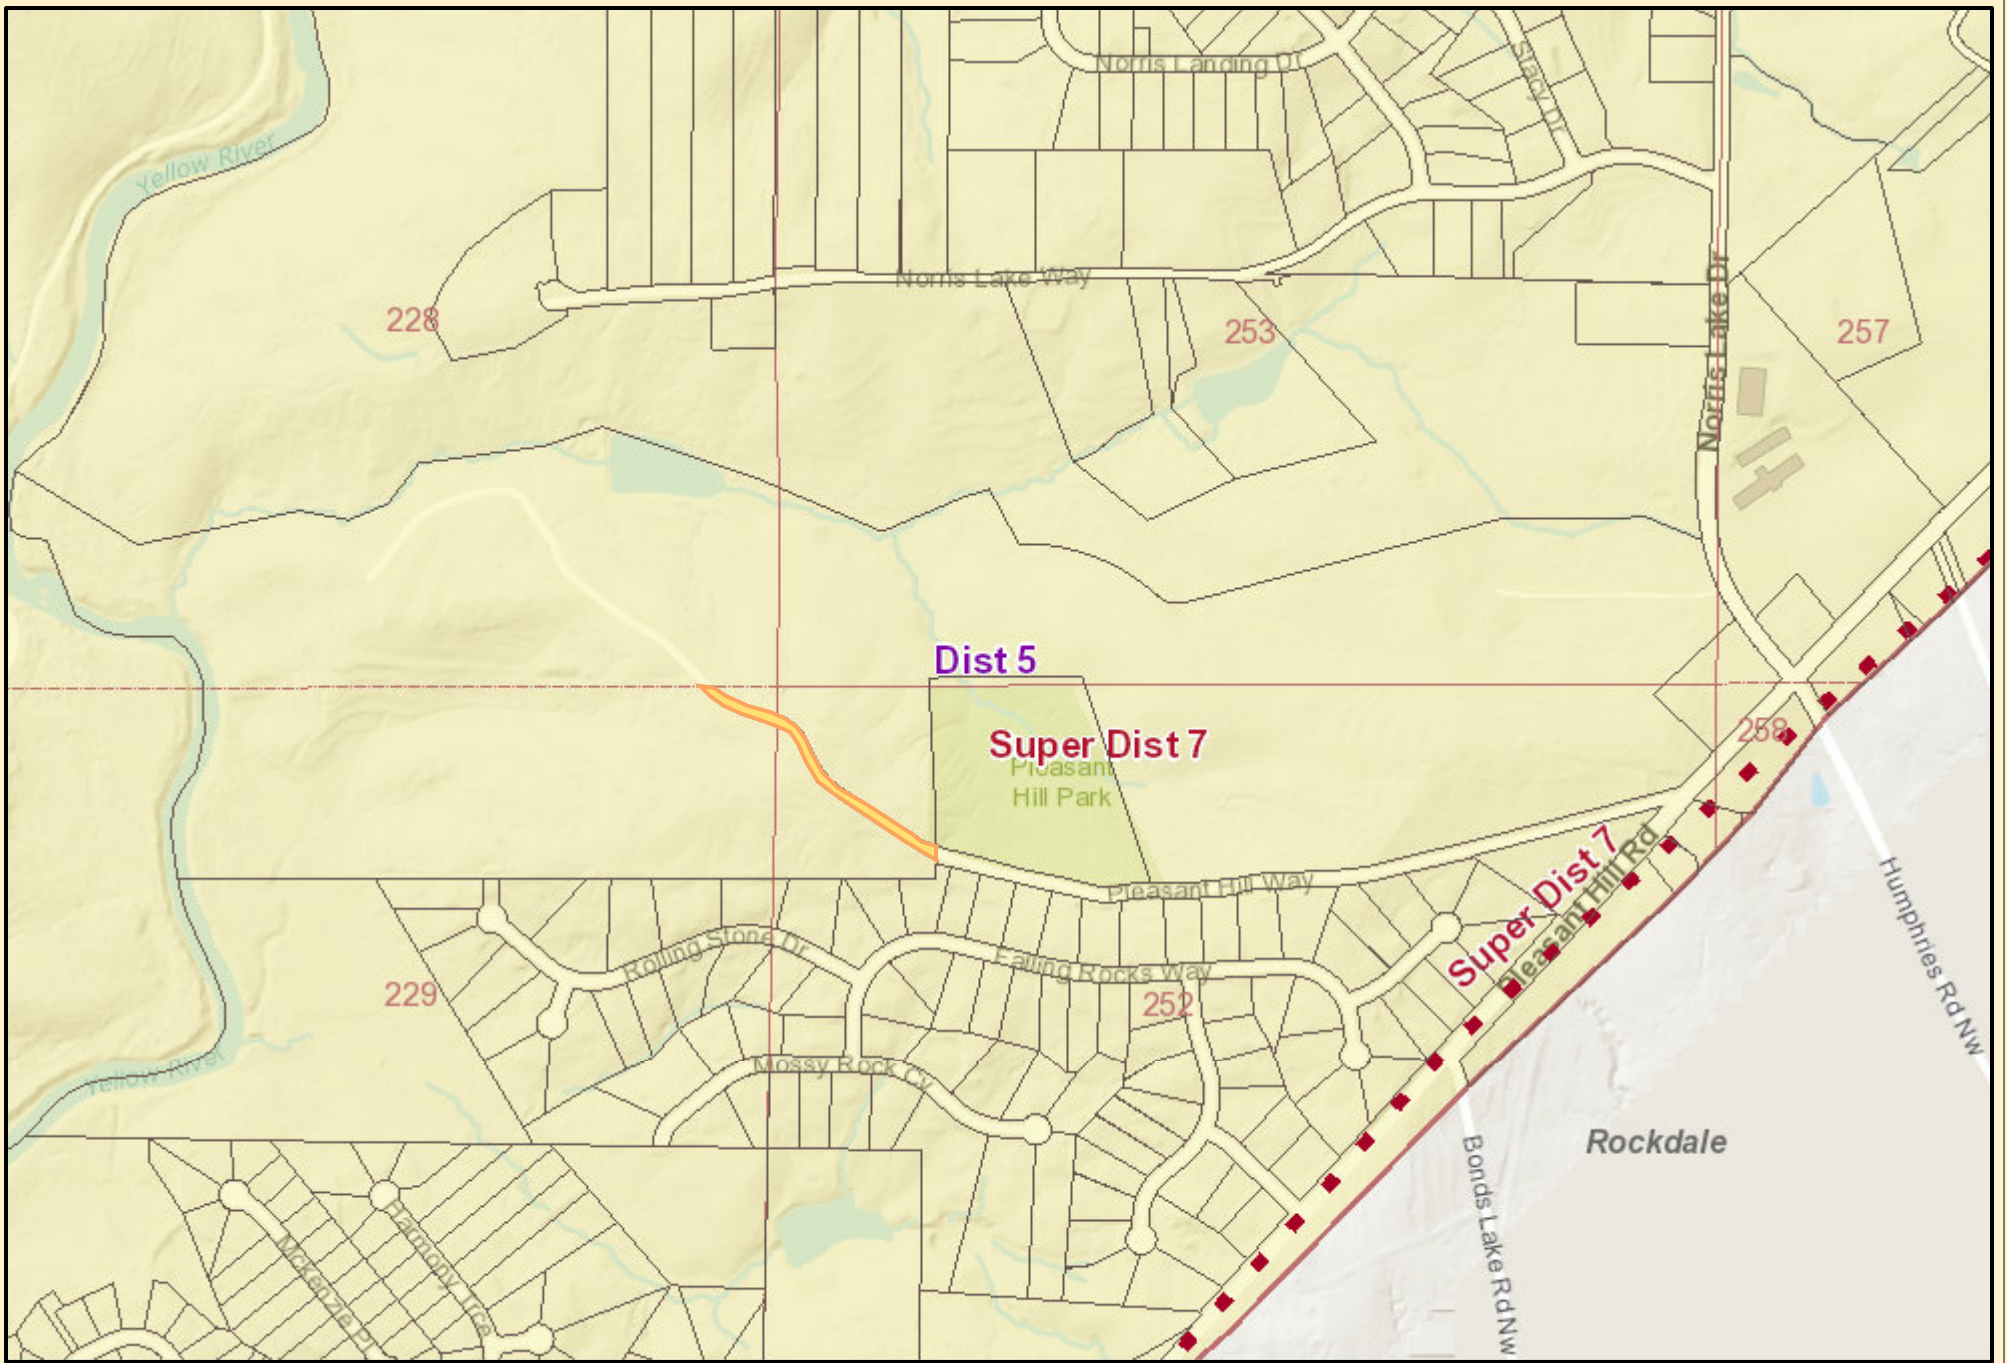 Norris Landing Dr
Stacy Dr
Yellow River
Norris Lake Way
228
253
257
Norris Lake Dr
Dist 5
Super Dist 7
258
Pleasant
Hill Park
Super Dist 7
Pleasant Hill Rd
Pleasant Hill Way
Humphries Rd Nw
Rolling Stone Dr
Falling Rocks Way
229
252
Yellow River
Mossy Rock Cv
Rockdale
Bonds Lake Rd Nw
Harmony Trce
Mckenzie Pl